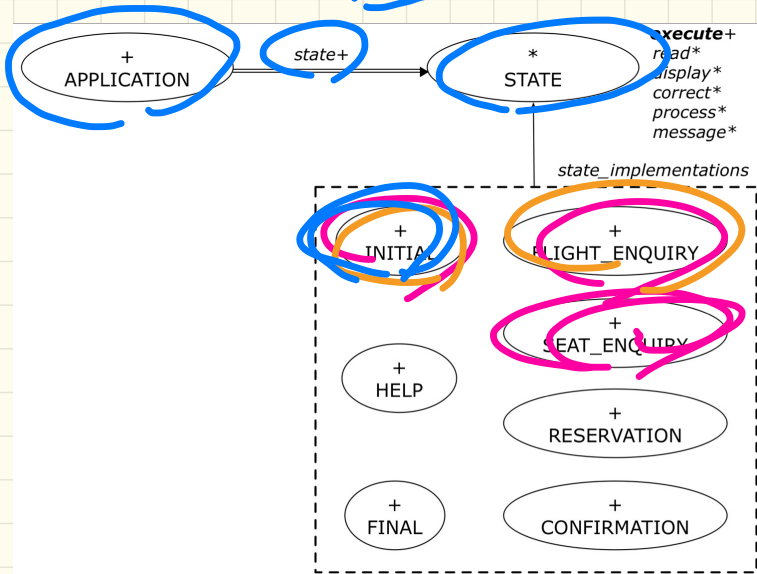 +
APPLICATION
state+
*
STATE
execute+
read*
display*
correct*
process*
message*
state_implementations
+
INITIAL
+
FLIGHT_ENQUIRY
+
SEAT_ENQUIRY
+
HELP
+
RESERVATION
+
FINAL
+
CONFIRMATION